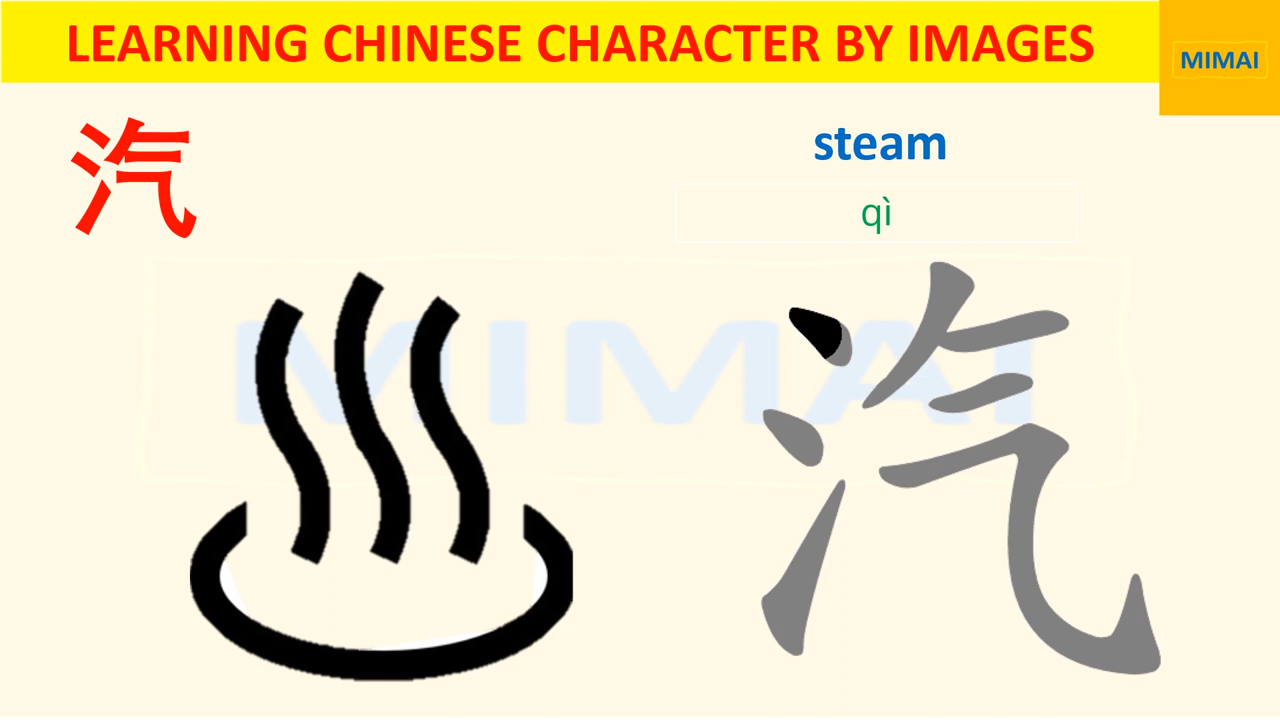 LEARNING CHINESE CHARACTER BY IMAGES
MIMAI
汽
steam
qì
MIMAI
汽